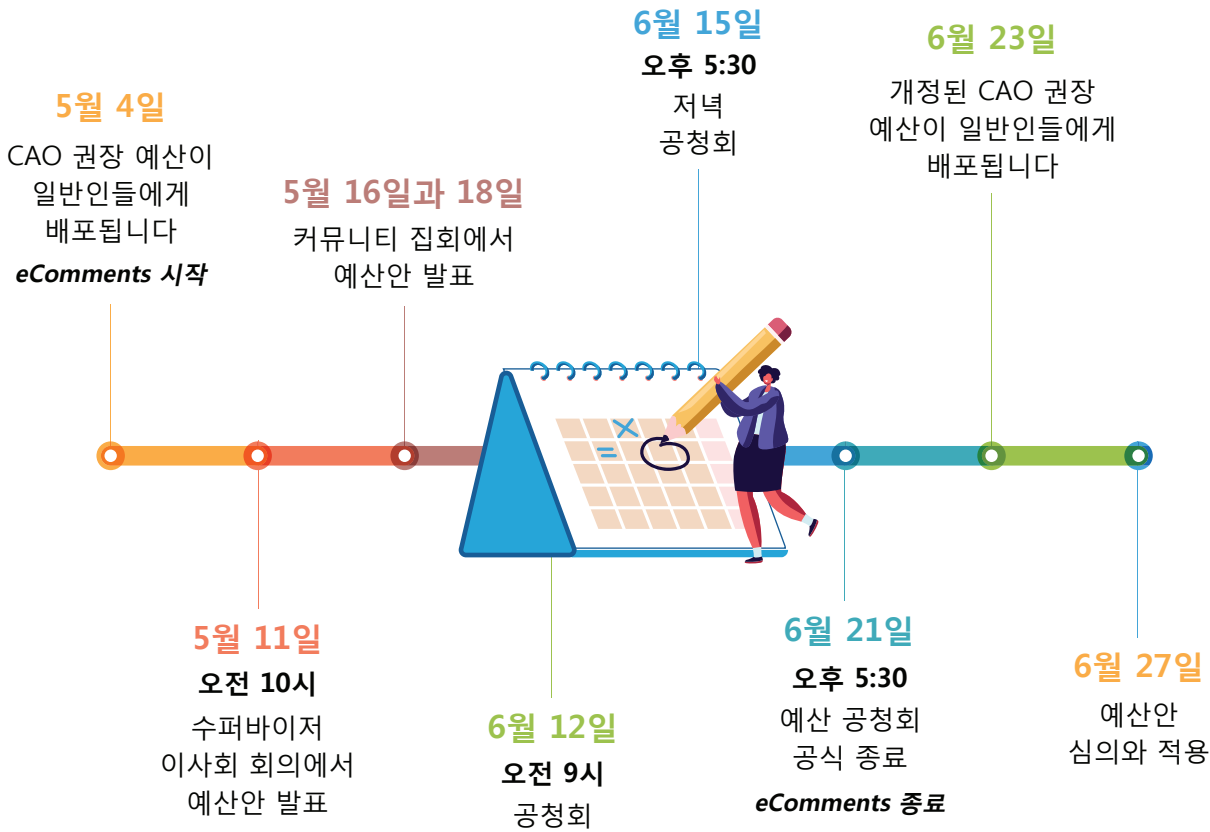 5월 4일
CAO 권장 예산이
일반인들에게
배포됩니다
eComments 시작
5월 11일
오전 10시
수퍼바이저
이사회 회의에서
예산안 발표
5월 16일과 18일
커뮤니티 집회에서
예산안 발표
6월 12일
오전 9시
공청회
6월 15일
오후 5:30
저녁
공청회
6월 21일
오후 5:30
예산 공청회
공식 종료
eComments 종료
6월 23일
개정된 CAO 권장
예산이 일반인들에게
배포됩니다
6월 27일
예산안
심의와 적용